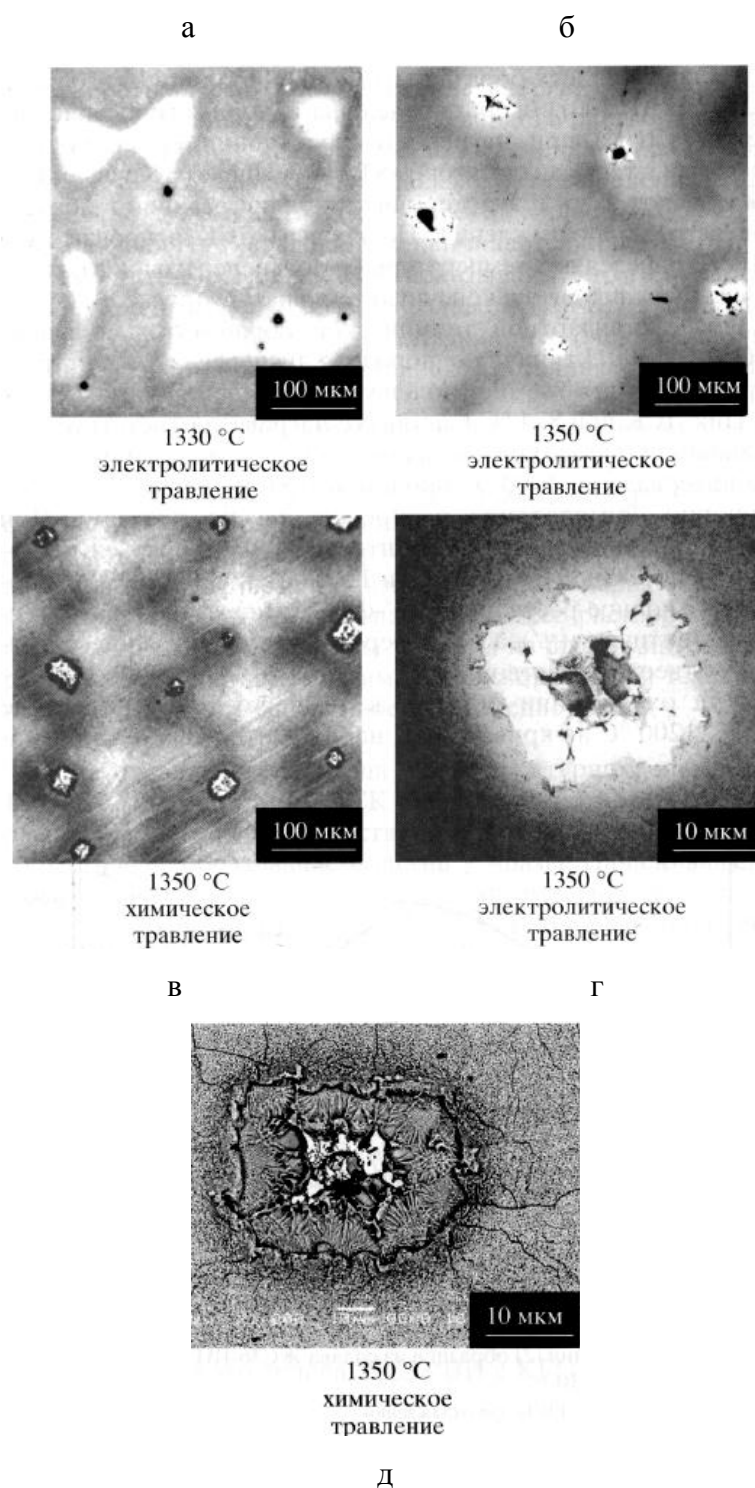 а
б
100 мкм
100 мкм
1330 °C
электролитическое
травление
1350 °C
электролитическое
травление
100 мкм
10 мкм
1350 °C
химическое
травление
1350 °C
электролитическое
травление
в
г
10 мкм
1350 °C
химическое
травление
д